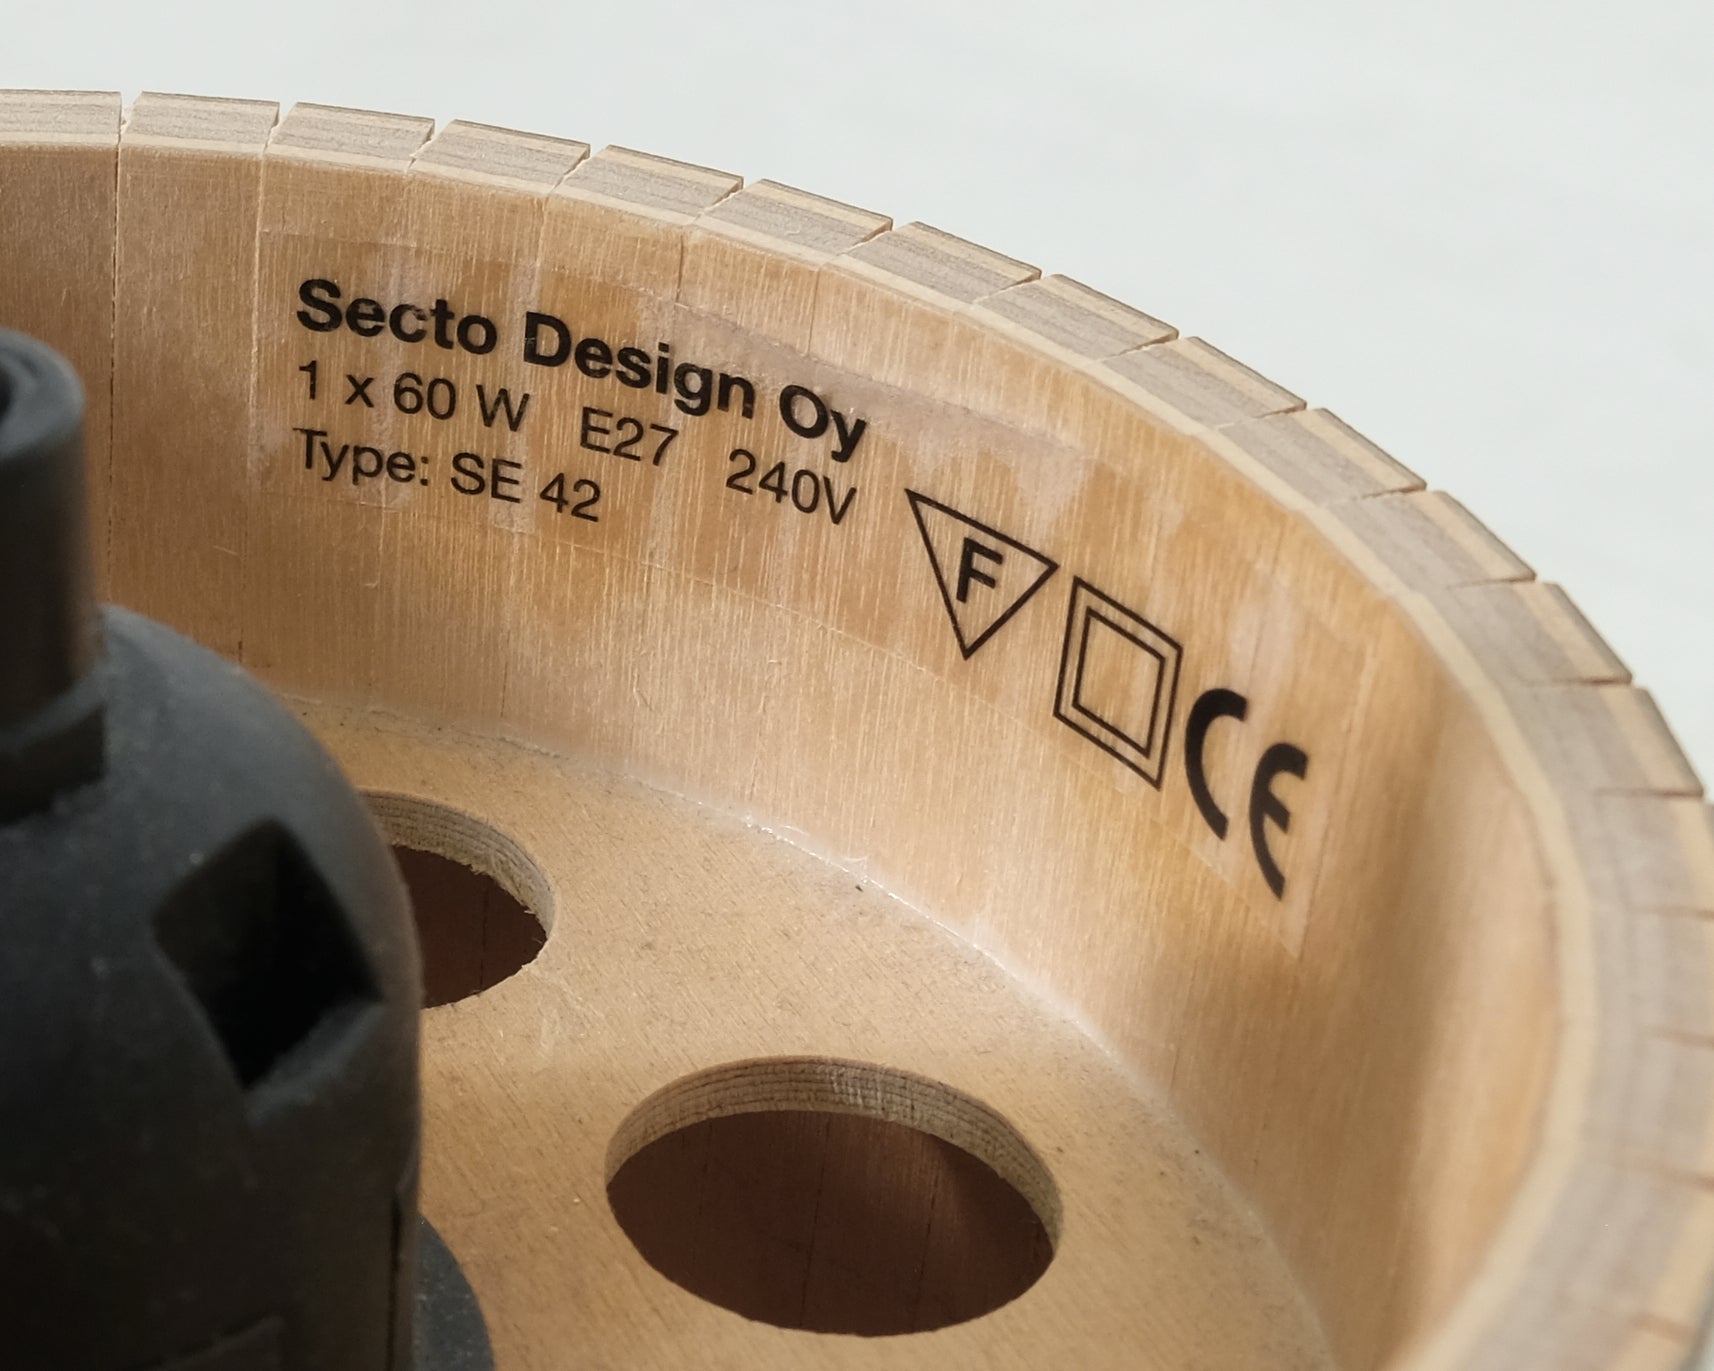 Secto Design Oy
1 x 60 W E27 240V
Type: SE 42
F
CE